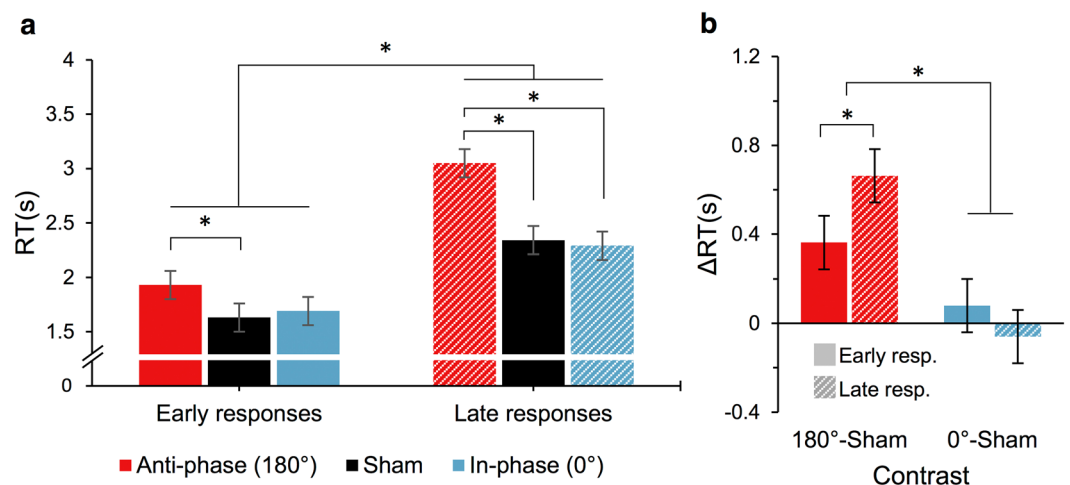 a
RT(s)
4
3.5
3
2.5
2
1.5
0
*
*
*
*
Early responses
Late responses
Anti-phase (180°)
Sham
In-phase (0°)
b
ΔRT(s)
1.2
0.8
0.4
0
-0.4
*
*
Early resp.
Late resp.
180°-Sham
0°-Sham
Contrast